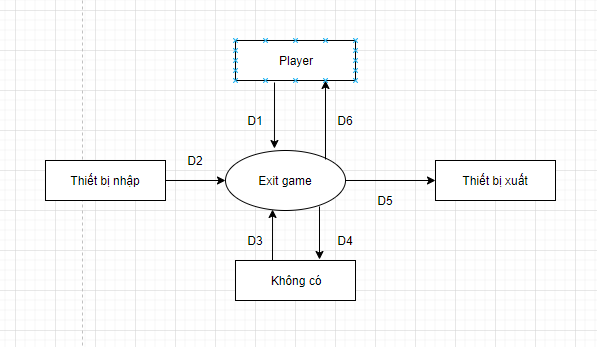 Player
D1
D6
D2
Thiết bị nhập
Exit game
Thiết bị xuất
D5
D3
D4
Không có